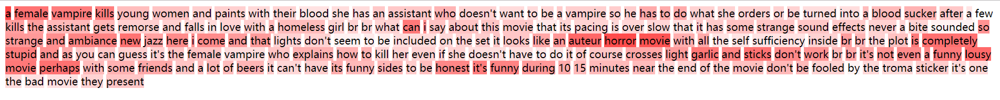 a female vampire kills young women and paints with their blood she has an assistant who doesn't want to be a vampire so he has to do what she orders or be turned into a blood sucker after a few
kills the assistant gets remorse and falls in love with a homeless girl br br what can i say about this movie that its pacing is over slow that it has some strange sound effects never a bite sounded so
strange and ambiance new jazz here i come and that lights don't seem to be included on the set it looks like an auteur horror movie with all the self sufficiency inside br br the plot is completely
stupid and as you can guess it's the female vampire who explains how to kill her even if she doesn't have to do it of course crosses light garlic and sticks don't work br br it's not even a funny lousy
movie perhaps with some friends and a lot of beers it can't have its funny sides to be honest it's funny during 10 15 minutes near the end of the movie don't be fooled by the troma sticker it's one
the bad movie they present